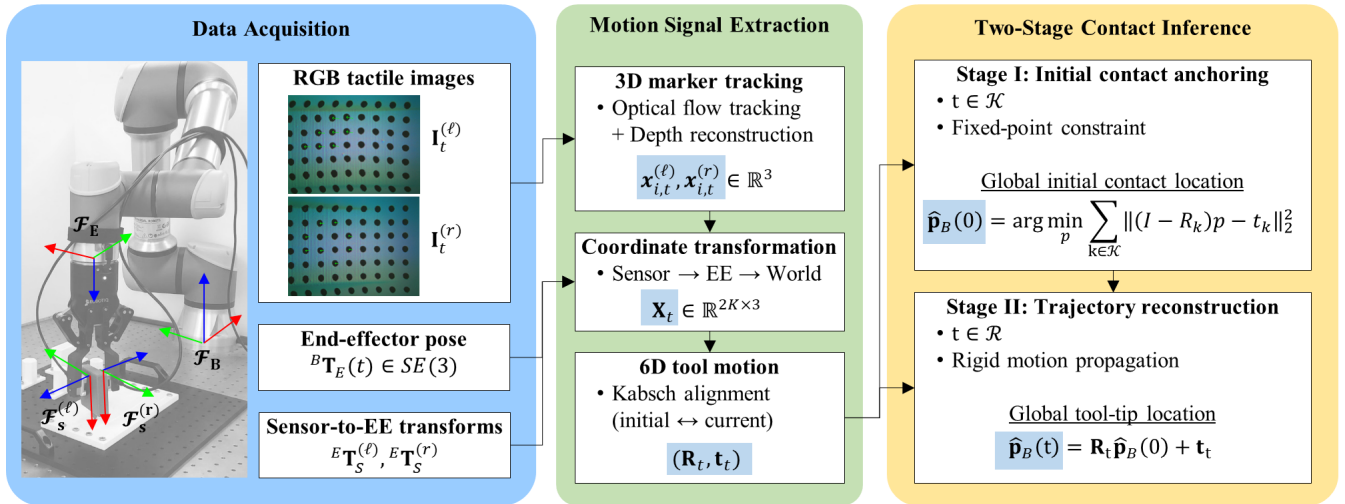 Data Acquisition
𝓕_E
𝓕_B
𝓕_s^(ℓ)
𝓕_s^(r)
RGB tactile images
I_t^(ℓ)
I_t^(r)
End-effector pose
^B T_E(t) ∈ SE(3)
Sensor-to-EE transforms
^E T_S^(ℓ), ^E T_S^(r)
Motion Signal Extraction
3D marker tracking
• Optical flow tracking
+ Depth reconstruction
x_{i,t}^(ℓ), x_{i,t}^(r) ∈ ℝ^3
Coordinate transformation
• Sensor → EE → World
X_t ∈ ℝ^{2K×3}
6D tool motion
• Kabsch alignment
(initial ↔ current)
(R_t, t_t)
Two-Stage Contact Inference
Stage I: Initial contact anchoring
• t ∈ 𝒦
• Fixed-point constraint
Global initial contact location
p̂_B(0) = arg min_p ∑_{k∈𝒦} ‖(I − R_k)p − t_k‖_2^2
Stage II: Trajectory reconstruction
• t ∈ ℛ
• Rigid motion propagation
Global tool-tip location
p̂_B(t) = R_t p̂_B(0) + t_t